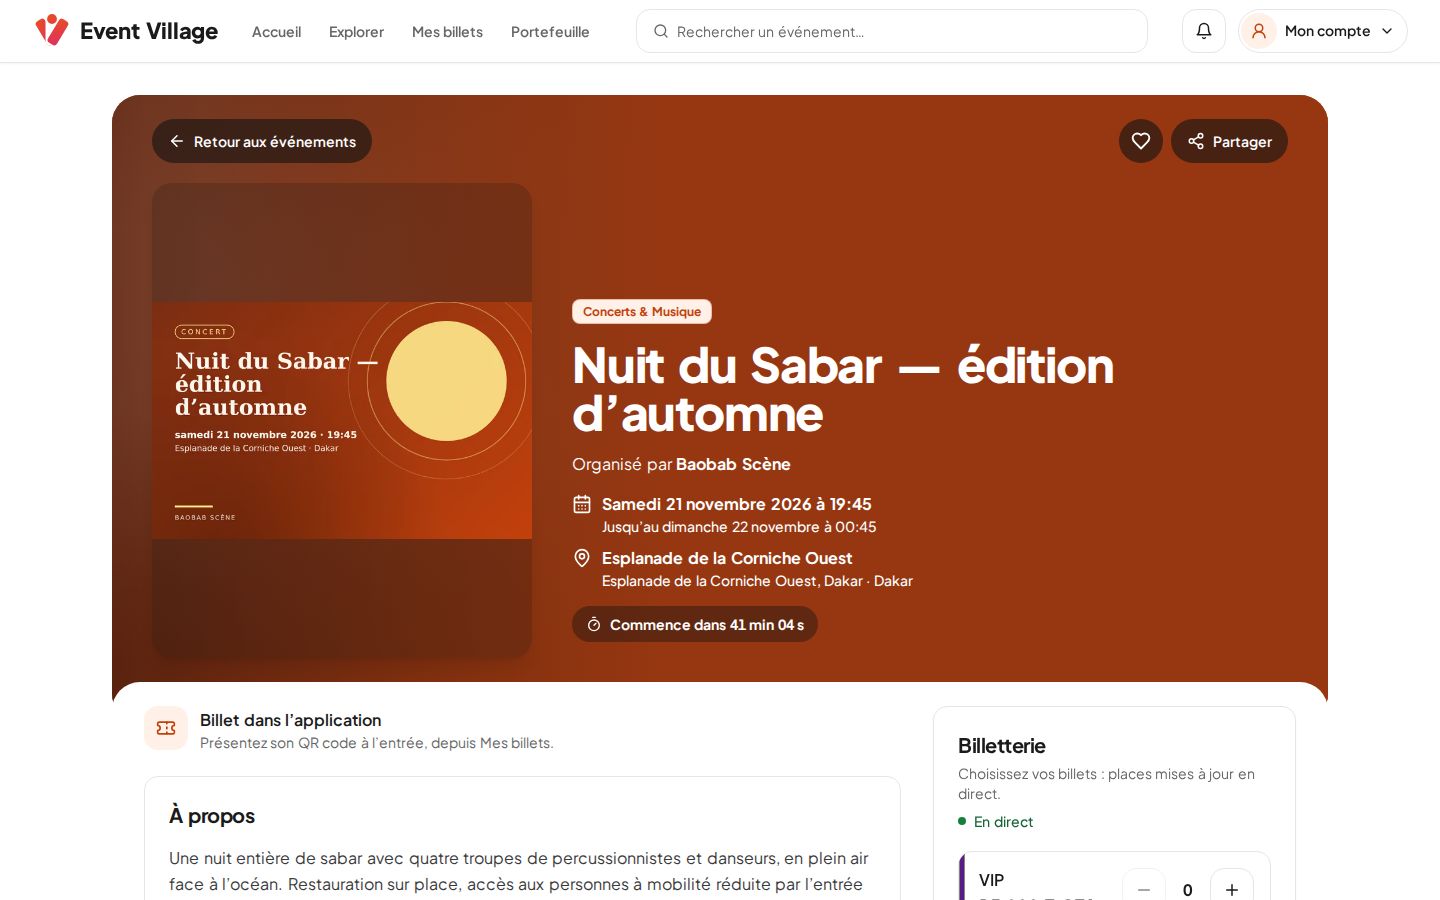 Event Village
Accueil
Explorer
Mes billets
Portefeuille
Rechercher un événement...
Mon compte
Retour aux événements
Partager
CONCERT
Nuit du Sabar —
édition
d’automne
samedi 21 novembre 2026 · 19:45
Esplanade de la Corniche Ouest · Dakar
BAOBAB SCÈNE
Concerts & Musique
Nuit du Sabar — édition
d’automne
Organisé par Baobab Scène
Samedi 21 novembre 2026 à 19:45
Jusqu’au dimanche 22 novembre à 00:45
Esplanade de la Corniche Ouest
Esplanade de la Corniche Ouest, Dakar · Dakar
Commence dans 41 min 04 s
Billet dans l’application
Présentez son QR code à l’entrée, depuis Mes billets.
À propos
Une nuit entière de sabar avec quatre troupes de percussionnistes et danseurs, en plein air
face à l’océan. Restauration sur place, accès aux personnes à mobilité réduite par l’entrée
Billetterie
Choisissez vos billets : places mises à jour en
direct.
En direct
VIP
0